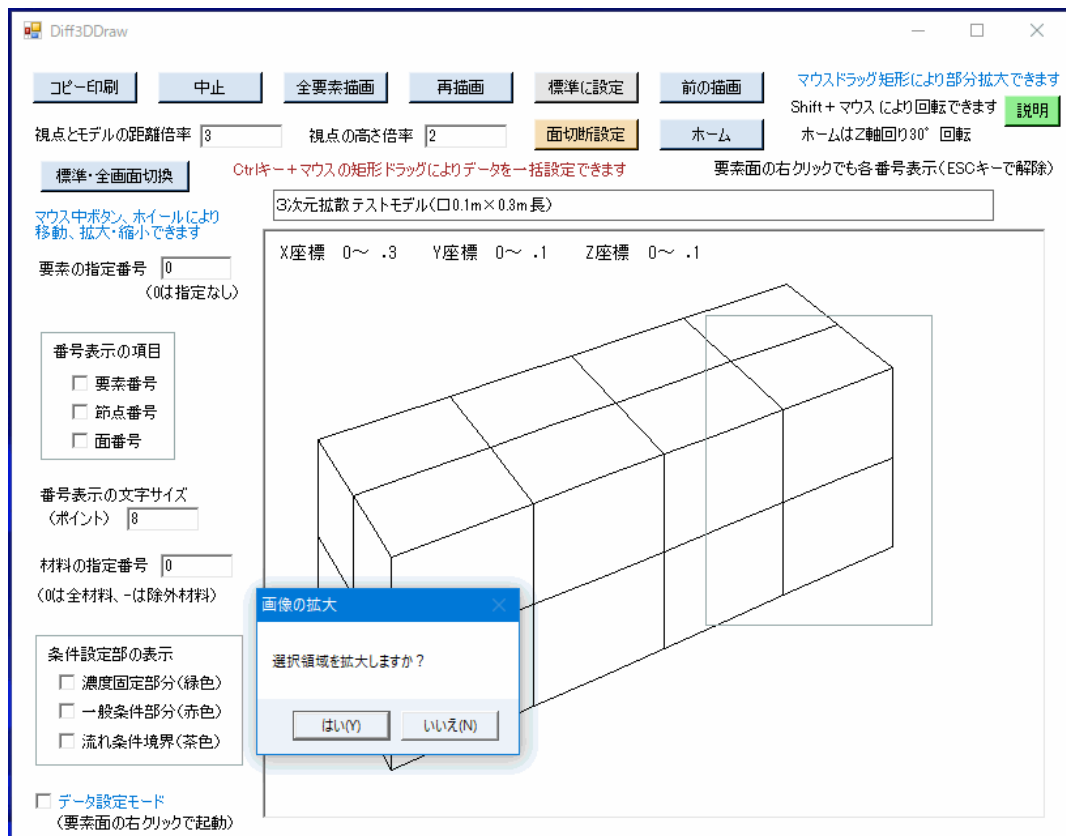 Diff3DDraw
コピー印刷
中止
全要素描画
再描画
標準に設定
前の描画
マウスドラッグ矩形により部分拡大できます
Shift+マウスにより回転できます
説明
視点とモデルの距離倍率 3
視点の高さ倍率 2
面切断設定
ホーム
ホームはZ軸回り30° 回転
標準・全画面切換
Ctrlキー+マウスの矩形ドラッグによりデータを一括設定できます
要素面の右クリックでも各番号表示(ESCキーで解除)
マウス中ボタン、ホイールにより
移動、拡大・縮小できます
3次元拡散テストモデル(口0.1m×0.3m長)
X座標 0~ .3 Y座標 0~ .1 Z座標 0~ .1
要素の指定番号 0
(0は指定なし)
番号表示の項目
要素番号
節点番号
面番号
番号表示の文字サイズ
(ポイント) 8
材料の指定番号 0
(0は全材料、-は除外材料)
条件設定部の表示
濃度固定部分(緑色)
一般条件部分(赤色)
流れ条件境界(茶色)
データ設定モード
(要素面の右クリックで起動)
画像の拡大
選択領域を拡大しますか?
はい(Y)
いいえ(N)